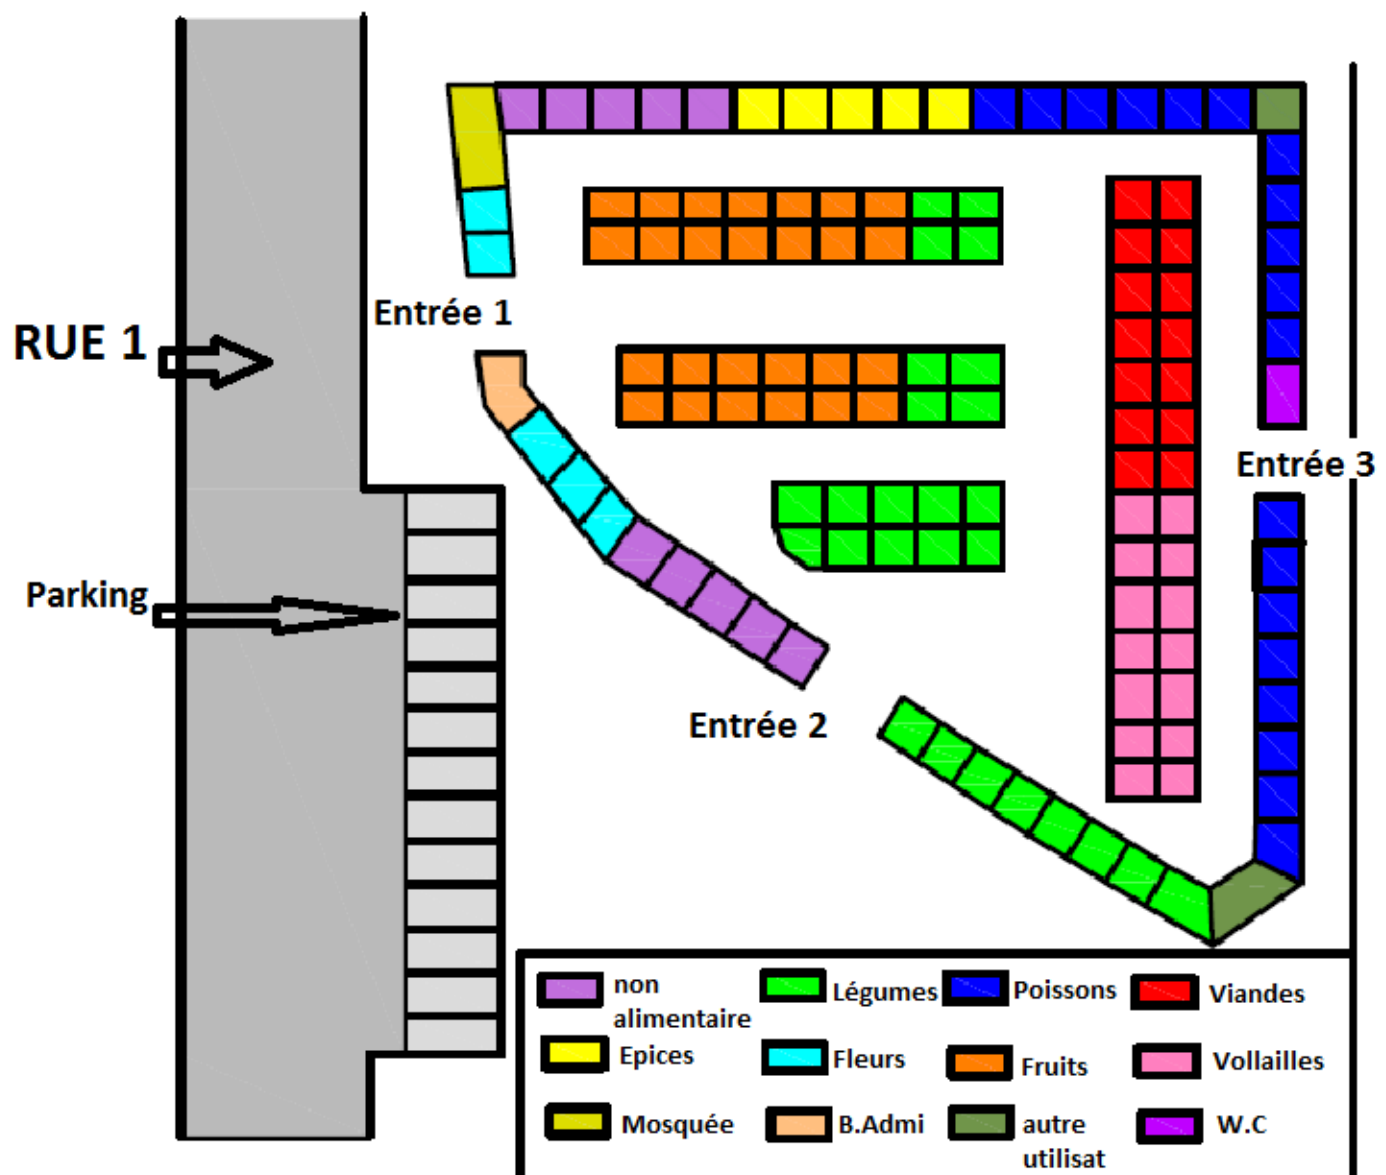 Entrée 1
RUE 1
Entrée 3
Parking
Entrée 2
non
alimentaire
Légumes
Poissons
Viandes
Epices
Fleurs
Fruits
Vollailles
Mosquée
B.Admi
autre
utilisat
W.C